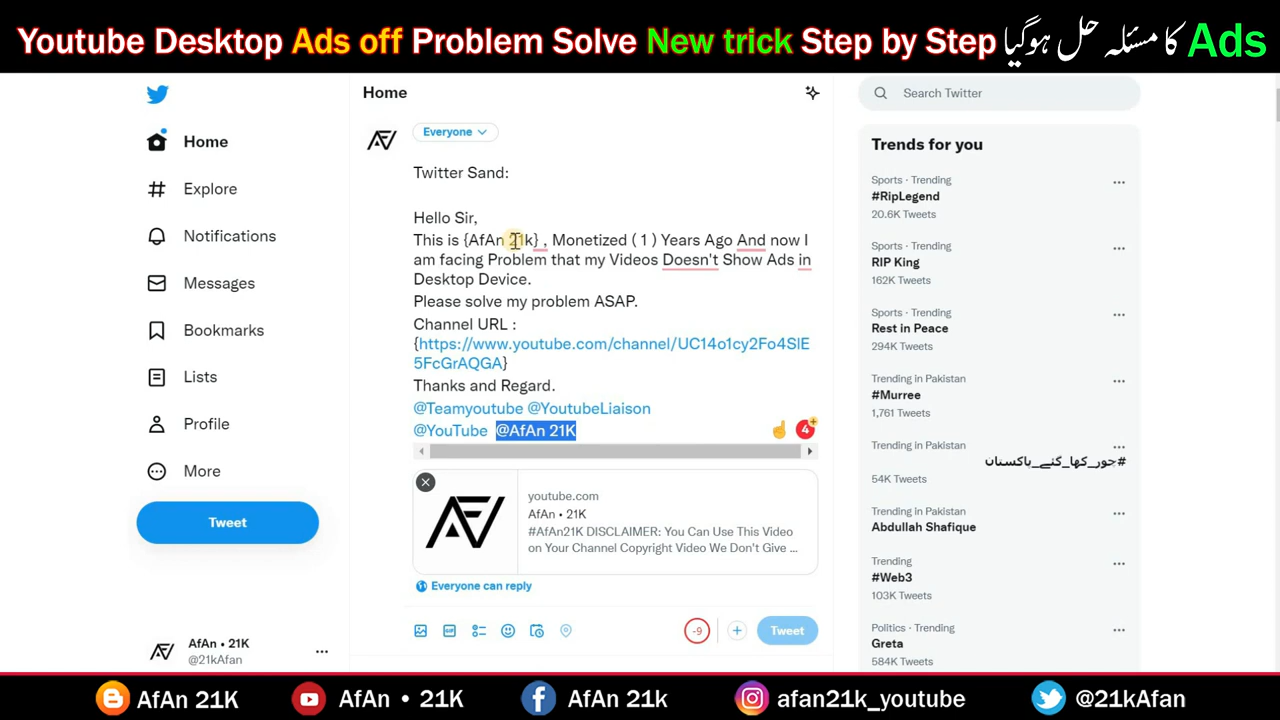 Youtube Desktop Ads off Problem Solve New trick Step by Step کا مسئلہ حل ہوگیا Ads
Home
Explore
Notifications
Messages
Bookmarks
Lists
Profile
More
Tweet
AfAn • 21K
@21kAfan
Home
Everyone
Twitter Sand:
Hello Sir,
This is {AfAn 21k} , Monetized ( 1 ) Years Ago And now I
am facing Problem that my Videos Doesn't Show Ads in
Desktop Device.
Please solve my problem ASAP.
Channel URL :
{https://www.youtube.com/channel/UC14o1cy2Fo4SlE
5FcGrAQGA}
Thanks and Regard.
@Teamyoutube @YoutubeLiaison
@YouTube @AfAn 21K
4
youtube.com
AfAn • 21K
#AfAn21K DISCLAIMER: You Can Use This Video
on Your Channel Copyright Video We Don't Give ...
Everyone can reply
GIF
-9
Tweet
Search Twitter
Trends for you
Sports · Trending
#RipLegend
20.6K Tweets
Sports · Trending
RIP King
162K Tweets
Sports · Trending
Rest in Peace
294K Tweets
Trending in Pakistan
#Murree
1,761 Tweets
Trending in Pakistan
#چور_کھا_گئے_پاکستان
54K Tweets
Trending in Pakistan
Abdullah Shafique
Trending
#Web3
103K Tweets
Politics · Trending
Greta
584K Tweets
AfAn 21K
AfAn • 21K
AfAn 21k
afan21k_youtube
@21kAfan